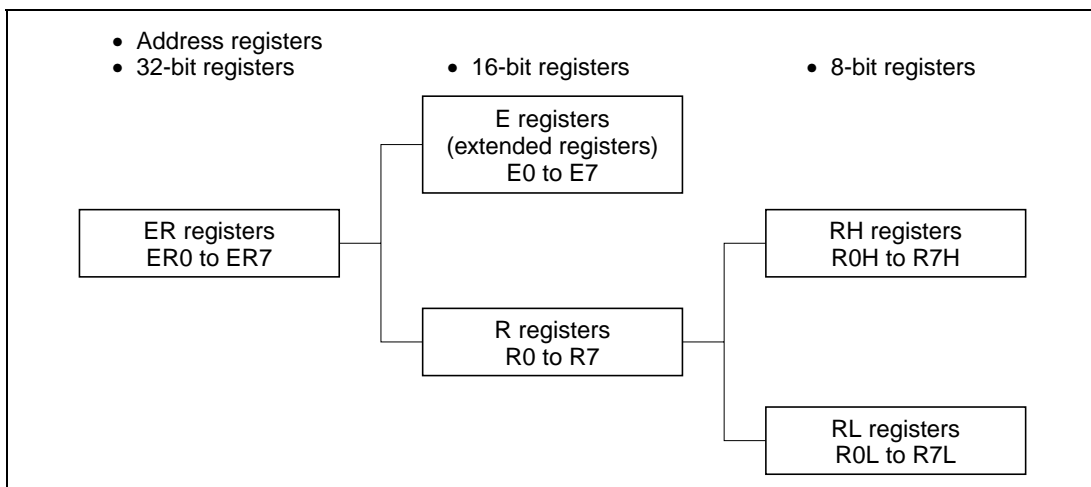 • Address registers
• 32-bit registers
• 16-bit registers
• 8-bit registers
E registers
(extended registers)
E0 to E7
ER registers
ER0 to ER7
RH registers
R0H to R7H
R registers
R0 to R7
RL registers
R0L to R7L